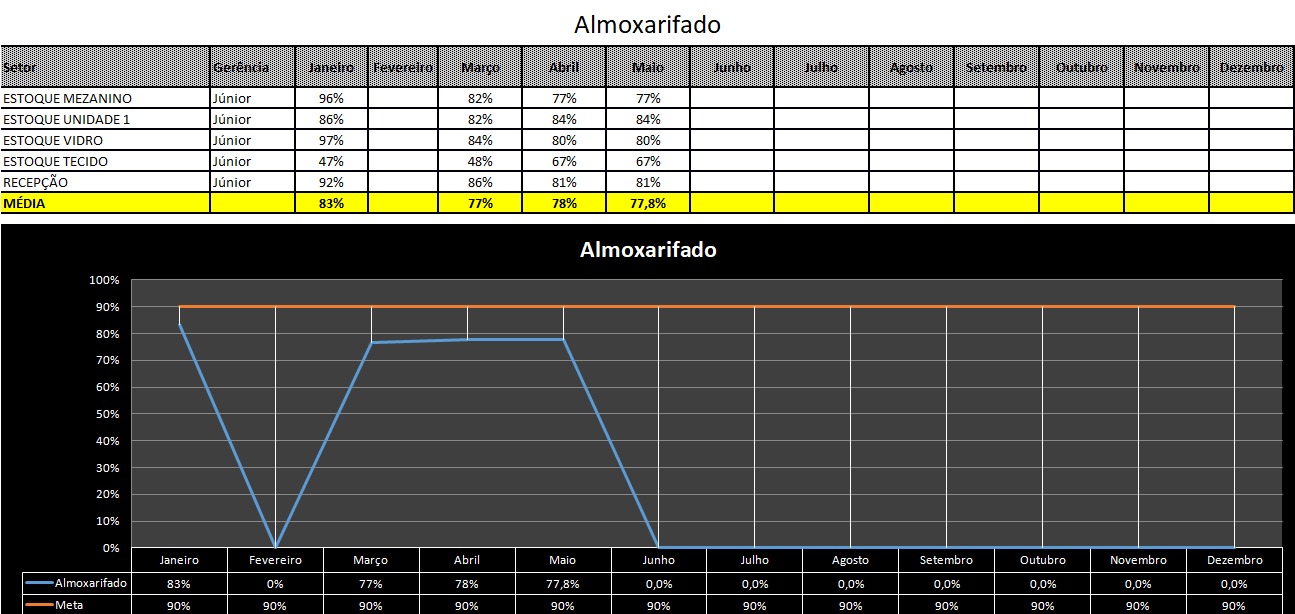 Almoxarifado
Setor Gerência Janeiro Fevereiro Março Abril Maio Junho Julho Agosto Setembro Outubro Novembro Dezembro
ESTOQUE MEZANINO Júnior 96% 82% 77% 77%
ESTOQUE UNIDADE 1 Júnior 86% 82% 84% 84%
ESTOQUE VIDRO Júnior 97% 84% 80% 80%
ESTOQUE TECIDO Júnior 47% 48% 67% 67%
RECEPÇÃO Júnior 92% 86% 81% 81%
MÉDIA 83% 77% 78% 77,8%
Almoxarifado
100%
90%
80%
70%
60%
50%
40%
30%
20%
10%
0%
Janeiro Fevereiro Março Abril Maio Junho Julho Agosto Setembro Outubro Novembro Dezembro
Almoxarifado 83% 0% 77% 78% 77,8% 0,0% 0,0% 0,0% 0,0% 0,0% 0,0% 0,0%
Meta 90% 90% 90% 90% 90% 90% 90% 90% 90% 90% 90% 90%